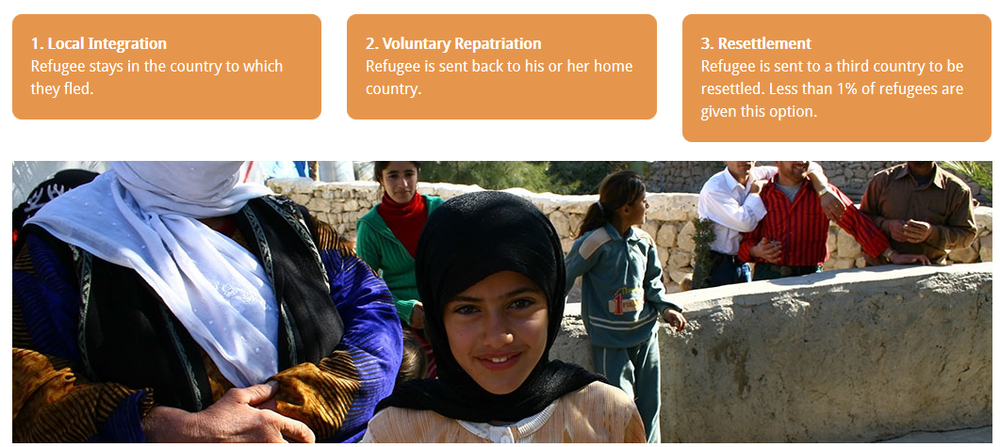 1. Local Integration
Refugee stays in the country to which
they fled.
2. Voluntary Repatriation
Refugee is sent back to his or her home
country.
3. Resettlement
Refugee is sent to a third country to be
resettled. Less than 1% of refugees are
given this option.
1